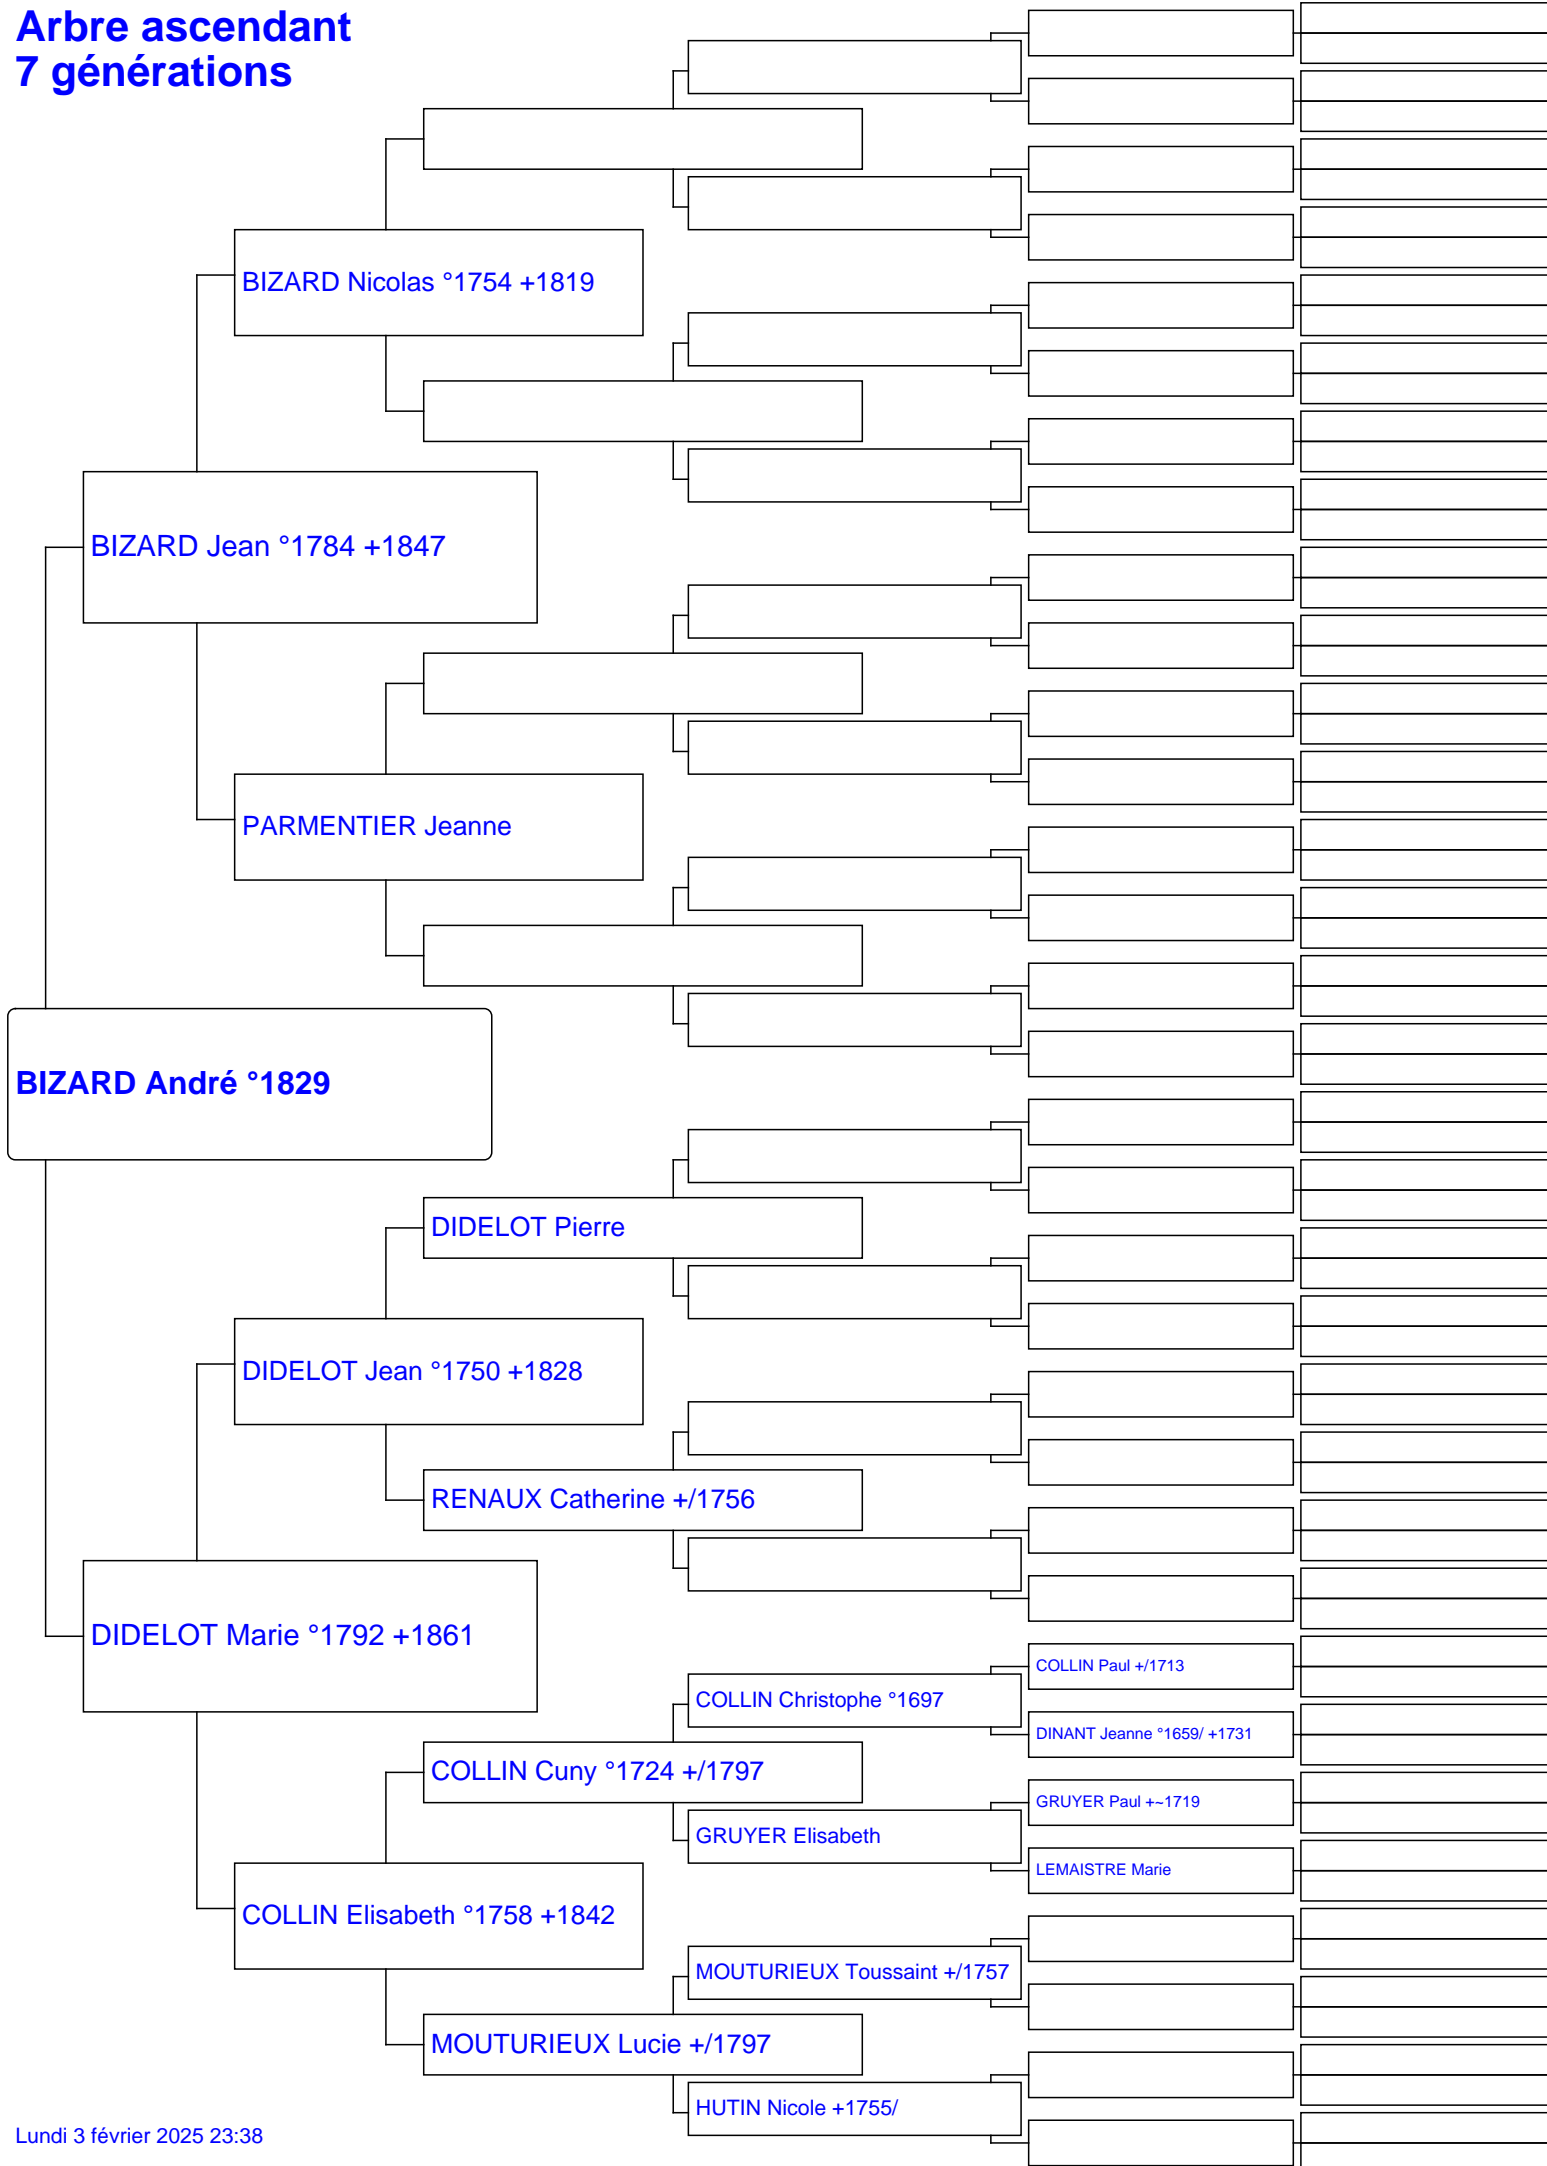 Arbre ascendant
7 générations
BIZARD Nicolas °1754 +1819
BIZARD Jean °1784 +1847
PARMENTIER Jeanne
BIZARD André °1829
DIDELOT Pierre
DIDELOT Jean °1750 +1828
RENAUX Catherine +/1756
DIDELOT Marie °1792 +1861
COLLIN Paul +/1713
COLLIN Christophe °1697
DINANT Jeanne °1659/ +1731
COLLIN Cuny °1724 +/1797
GRUYER Paul +~1719
GRUYER Elisabeth
LEMAISTRE Marie
COLLIN Elisabeth °1758 +1842
MOUTURIEUX Toussaint +/1757
MOUTURIEUX Lucie +/1797
HUTIN Nicole +1755/
Lundi 3 février 2025 23:38